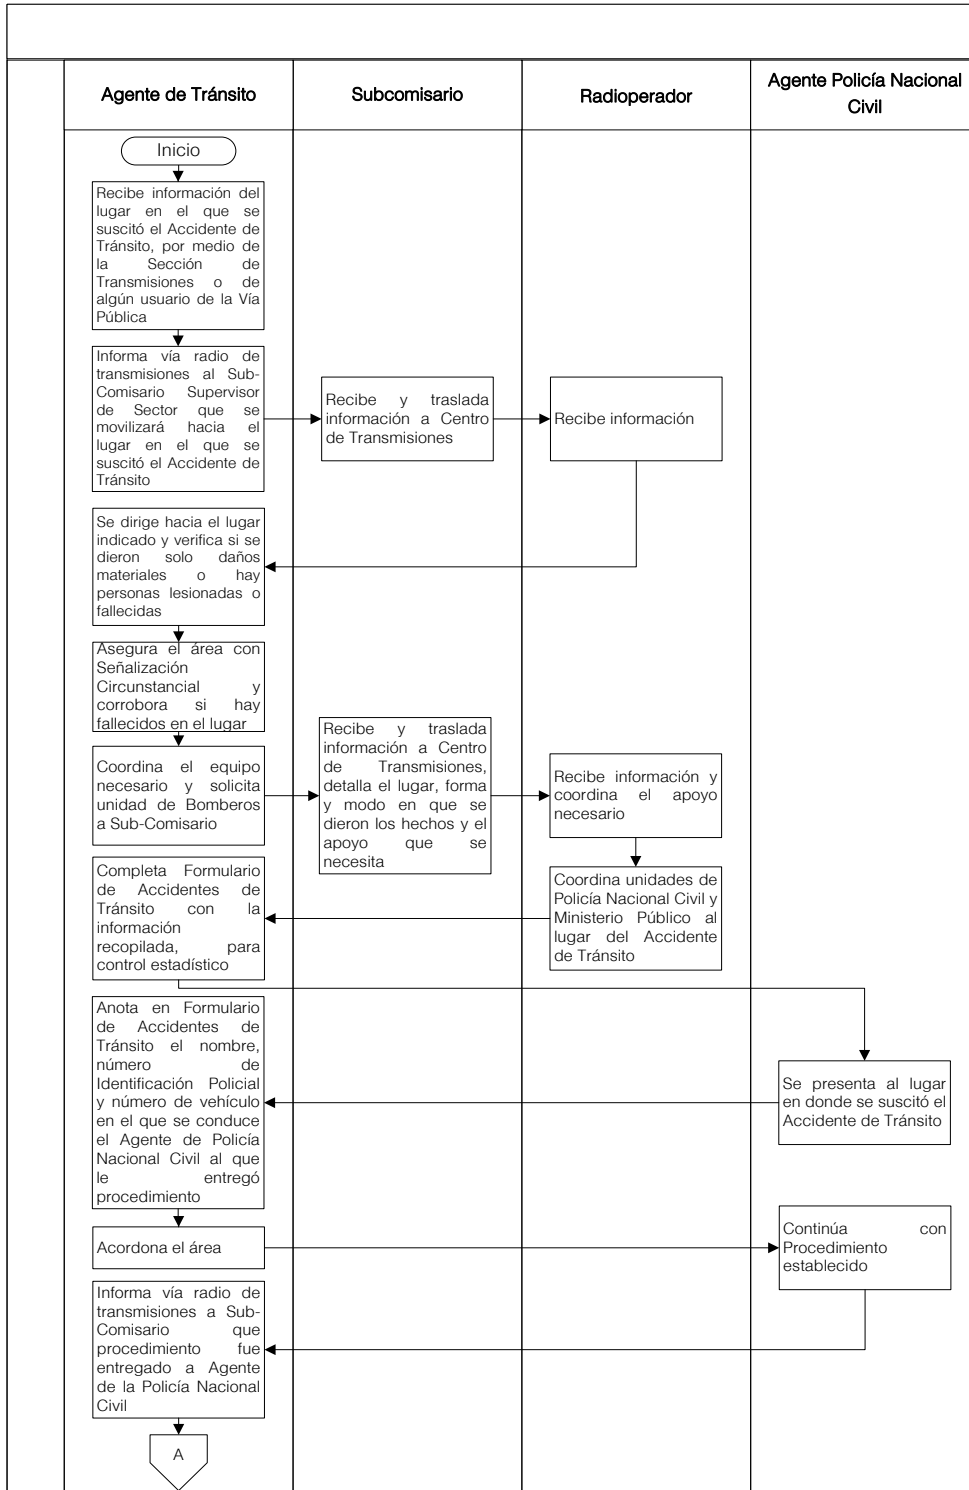 Agente de Tránsito
Subcomisario
Radioperador
Agente Policía Nacional
Civil
Inicio
Recibe información del
lugar en el que se
suscitó el Accidente de
Tránsito, por medio de
la Sección de
Transmisiones o de
algún usuario de la Vía
Pública
Informa vía radio de
transmisiones al Sub-
Comisario Supervisor
de Sector que se
movilizará hacia el
lugar en el que se
suscitó el Accidente de
Tránsito
Recibe y traslada
información a Centro
de Transmisiones
Recibe información
Se dirige hacia el lugar
indicado y verifica si se
dieron solo daños
materiales o hay
personas lesionadas o
fallecidas
Asegura el área con
Señalización
Circunstancial y
corrobora si hay
fallecidos en el lugar
Coordina el equipo
necesario y solicita
unidad de Bomberos
a Sub-Comisario
Recibe y traslada
información a Centro
de Transmisiones,
detalla el lugar, forma
y modo en que se
dieron los hechos y el
apoyo que se
necesita
Recibe información y
coordina el apoyo
necesario
Coordina unidades de
Policía Nacional Civil y
Ministerio Público al
lugar del Accidente
de Tránsito
Completa Formulario
de Accidentes de
Tránsito con la
información
recopilada, para
control estadístico
Se presenta al lugar
en donde se suscitó el
Accidente de Tránsito
Anota en Formulario
de Accidentes de
Tránsito el nombre,
número de
Identificación Policial
y número de vehículo
en el que se conduce
el Agente de Policía
Nacional Civil al que
le entregó
procedimiento
Acordona el área
Continúa con
Procedimiento
establecido
Informa vía radio de
transmisiones a Sub-
Comisario que
procedimiento fue
entregado a Agente
de la Policía Nacional
Civil
A